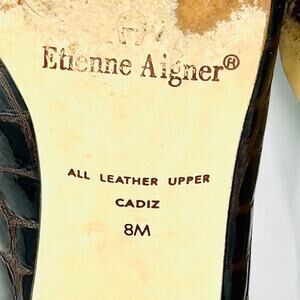 Etienne Aigner®
ALL LEATHER UPPER
CADIZ
8M